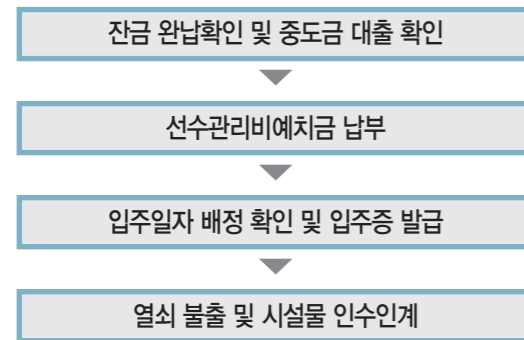 잔금 완납확인 및 중도금 대출 확인
선수관리비예치금 납부
입주일자 배정 확인 및 입주증 발급
열쇠 불출 및 시설물 인수인계